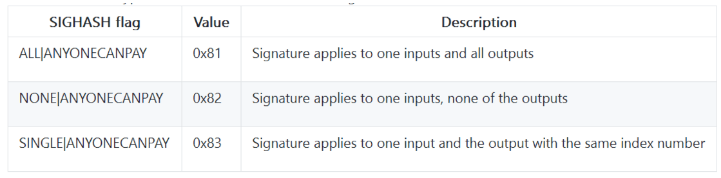 SIGHASH flag Value Description
ALL|ANYONECANPAY 0x81 Signature applies to one inputs and all outputs
NONE|ANYONECANPAY 0x82 Signature applies to one inputs, none of the outputs
SINGLE|ANYONECANPAY 0x83 Signature applies to one input and the output with the same index number